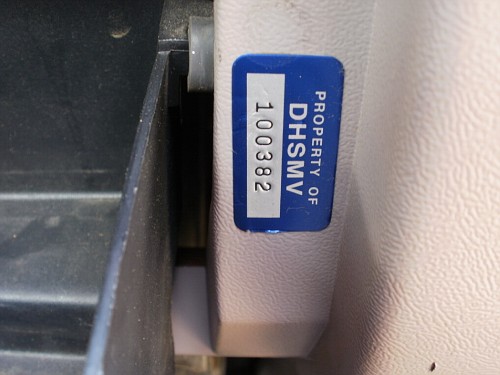 PROPERTY OF
DHSMV
100382